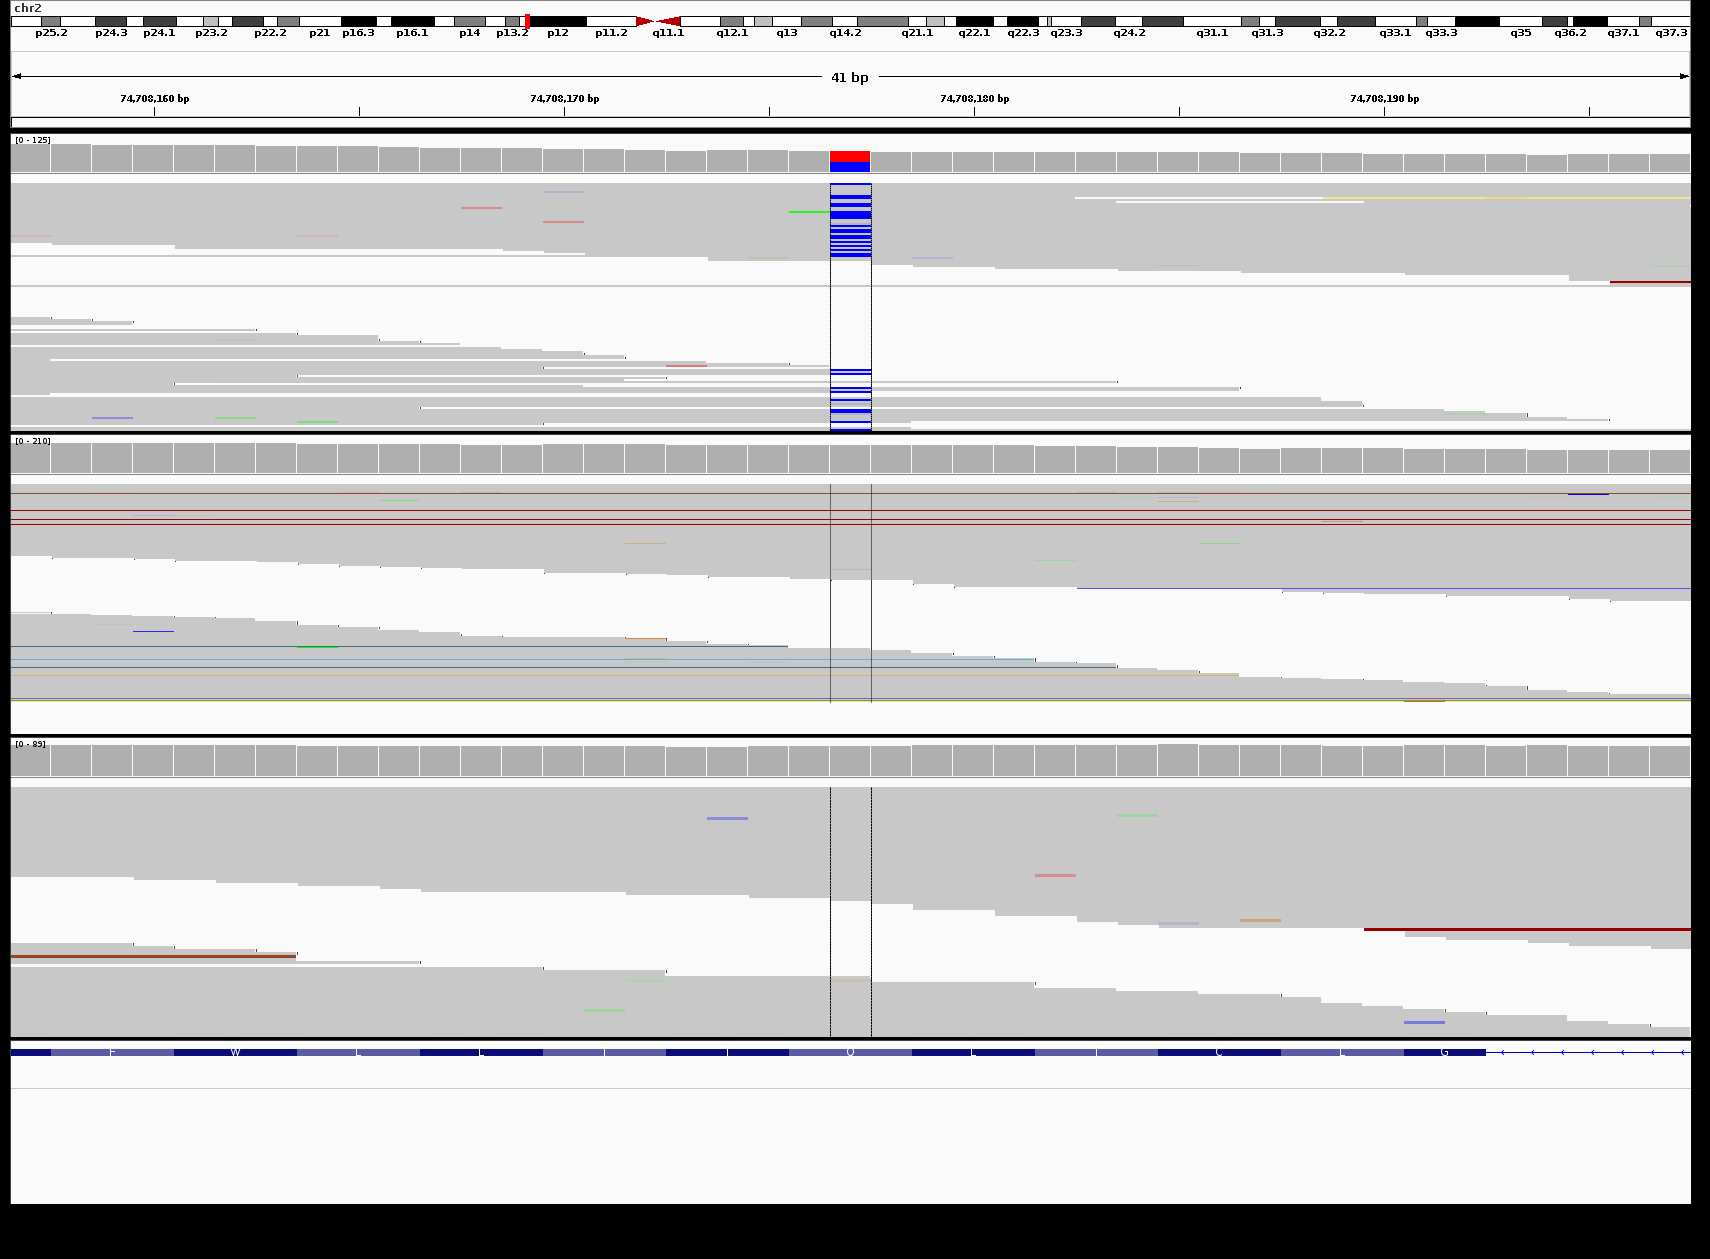 chr2
p25.2 p24.3 p24.1 p23.2 p22.2 p21 p16.3 p16.1 p14 p13.2 p12 p11.2 q11.1 q12.1 q13 q14.2 q21.1 q22.1 q22.3 q23.3 q24.2 q31.1 q31.3 q32.2 q33.1 q33.3 q35 q36.2 q37.1 q37.3
41 bp
74,708,160 bp 74,708,170 bp 74,708,180 bp 74,708,190 bp
[0 - 125]
[0 - 210]
[0 - 89]
F W L L I Q L C L G